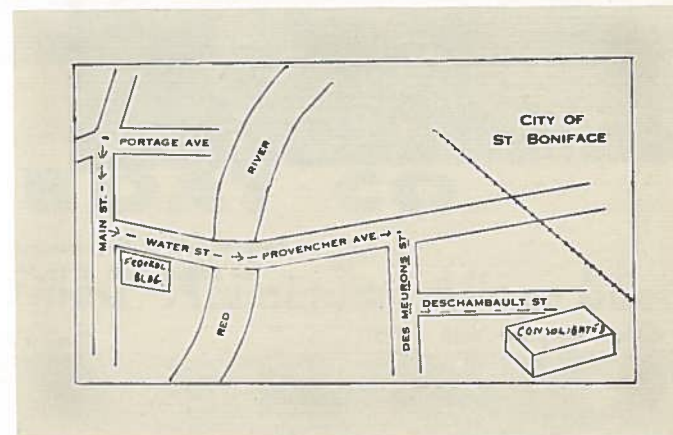 CITY OF
ST BONIFACE
PORTAGE AVE
RIVER
MAIN ST.
WATER ST
PROVENCHER AVE
FEDERAL
BLDG.
DES MEURONS ST
DESCHAMBAULT ST
RED
CONSOLIDATED